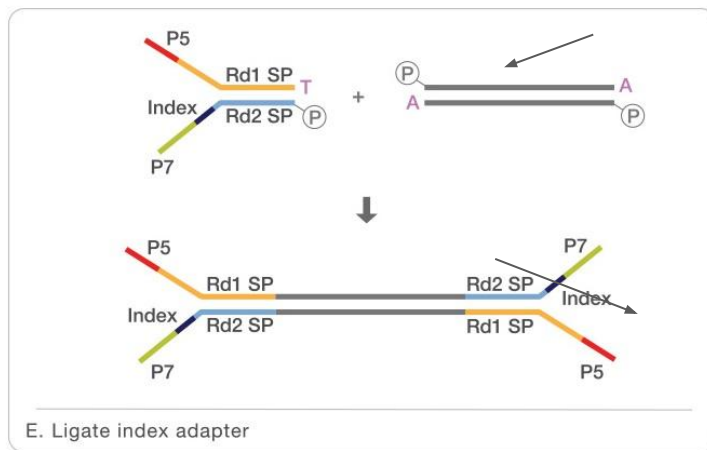 P5
Rd1 SP T
Index
Rd2 SP P
P7
+
P A
A P
P5 P7
Rd1 SP Rd2 SP
Index Index
Rd2 SP Rd1 SP
P7 P5
E. Ligate index adapter